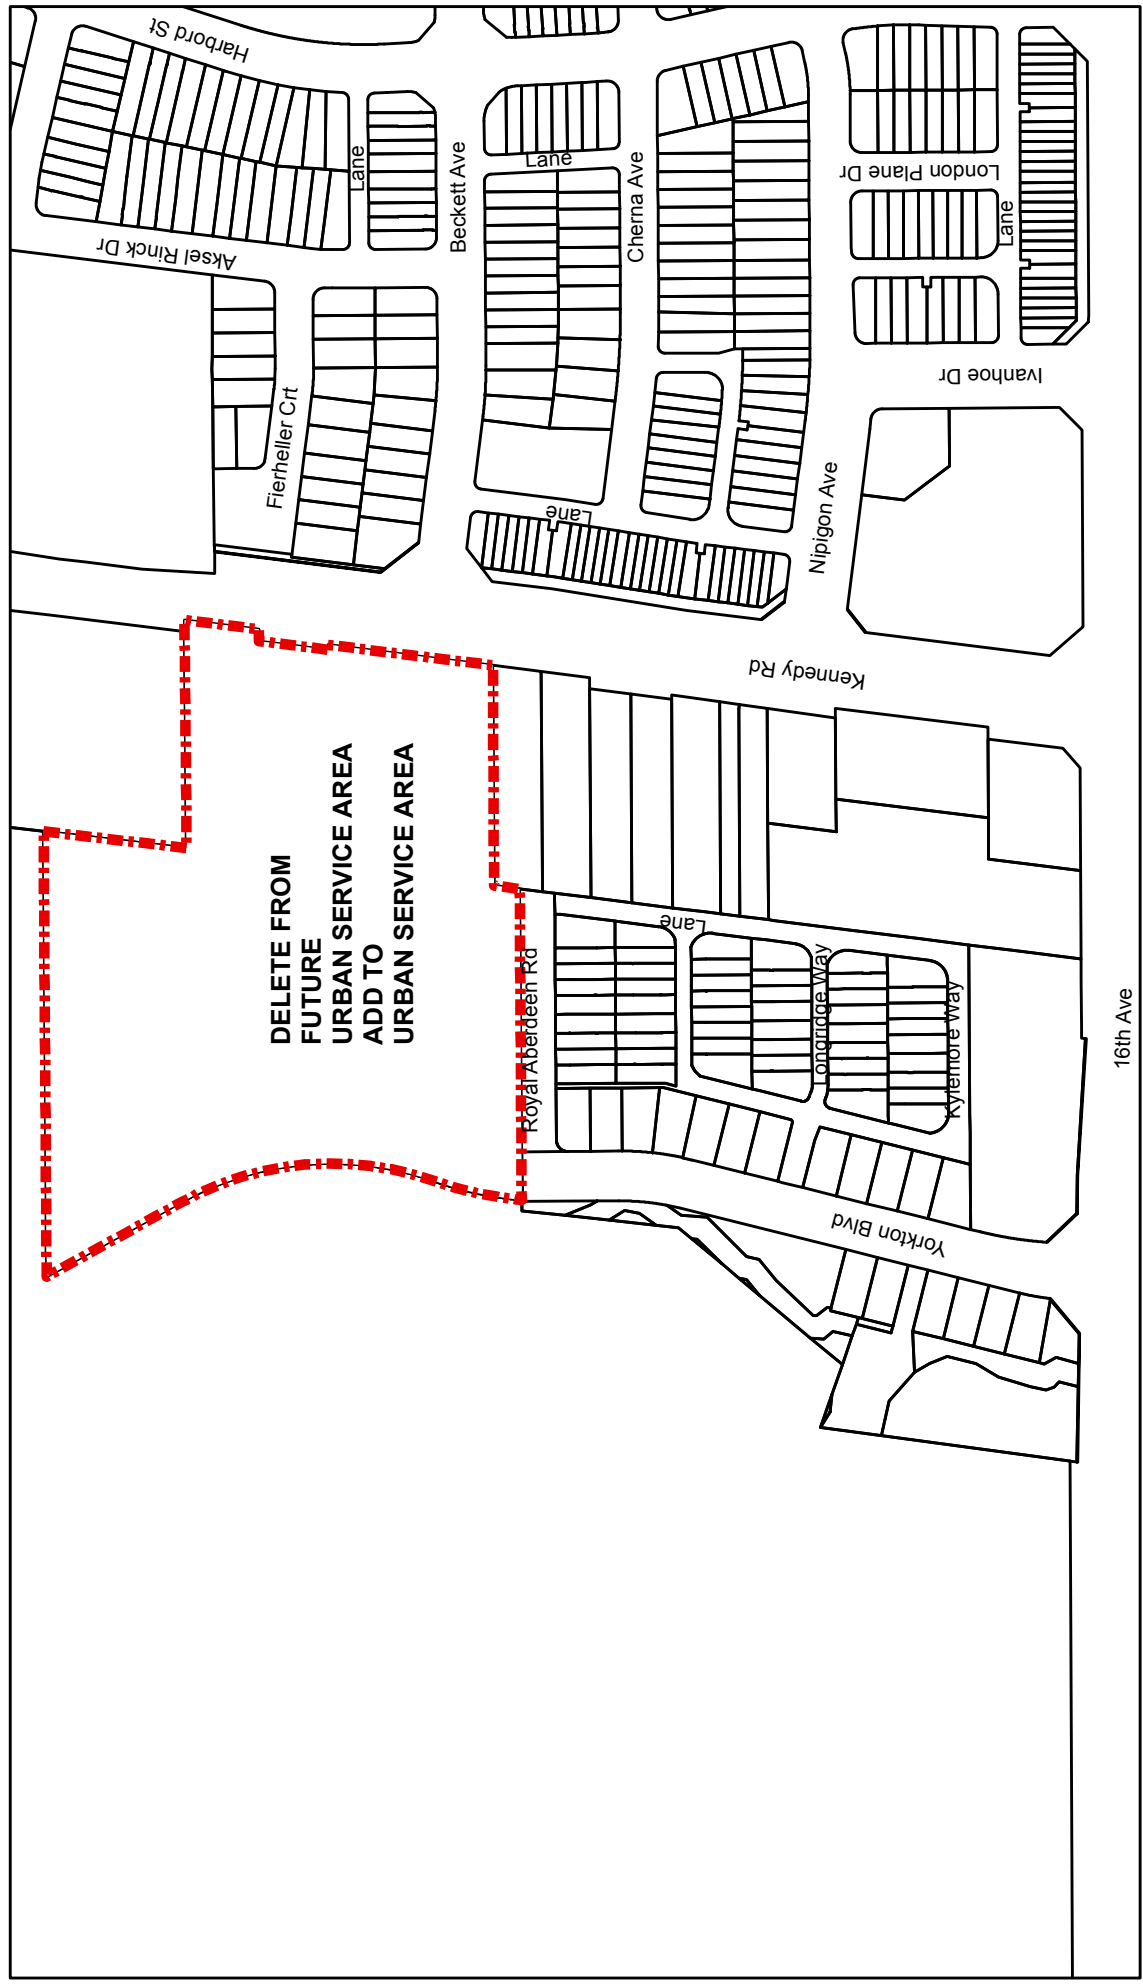 Harbord St
Aksel Rinck Dr
Lane
Beckett Ave
Lane
Cherna Ave
London Plane Dr
Lane
Ivanhoe Dr
Fierheller Crt
Lane
Nipigon Ave
Kennedy Rd
DELETE FROM
FUTURE
URBAN SERVICE AREA
ADD TO
URBAN SERVICE AREA
Royal Aberdeen Rd
Lane
Longridge Way
Kylemore Way
Yorkton Blvd
16th Ave